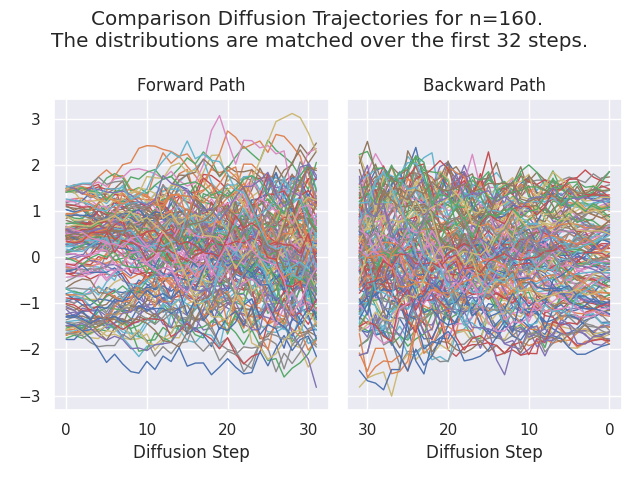 Comparison Diffusion Trajectories for n=160.
The distributions are matched over the first 32 steps.
Forward Path
Backward Path
3
2
1
0
−1
−2
−3
0 10 20 30
30 20 10 0
Diffusion Step
Diffusion Step